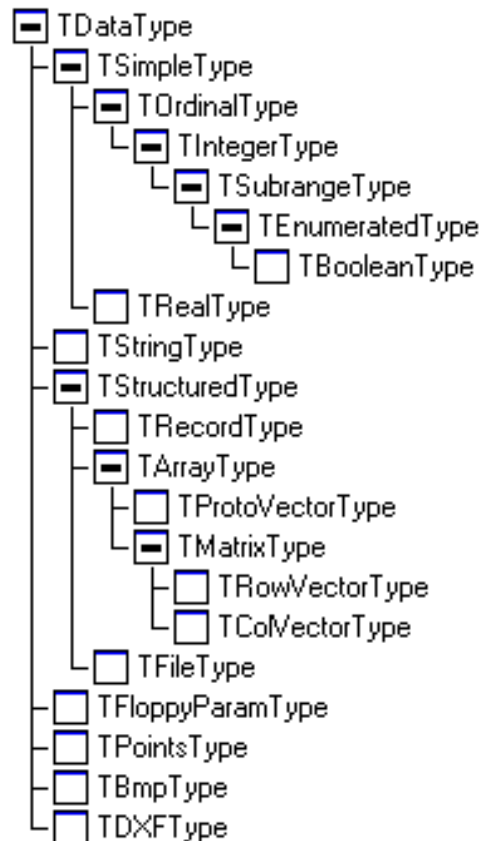 TDataType
TSimpleType
TOrdinalType
TIntegerType
TSubrangeType
TEnumeratedType
TBooleanType
TRealType
TStringType
TStructuredType
TRecordType
TArrayType
TProtoVectorType
TMatrixType
TRowVectorType
TColVectorType
TFileType
TFloppyParamType
TPointsType
TBmpType
TDXFType